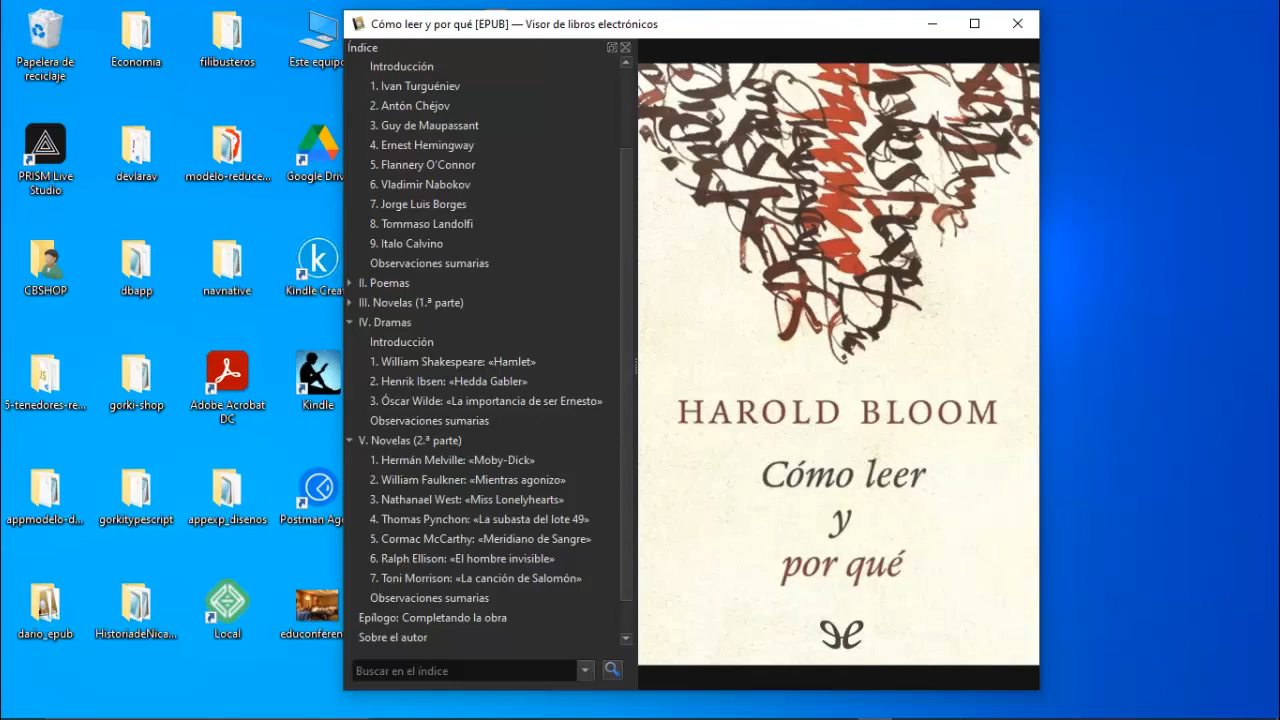 Papelera de
reciclaje
Economia
filibusteros
Este equipo
PRISM Live
Studio
devlarav
modelo-reduce...
Google Driv
CBSHOP
dbapp
navnative
Kindle Crea
5-tenedores-re...
gorki-shop
Adobe Acrobat
DC
Kindle
appmodelo-d...
gorkitypescript
appexp_disenos
Postman Age
dario_epub
HistoriadeNica...
Local
educonferen
Cómo leer y por qué [EPUB] — Visor de libros electrónicos
Índice
Introducción
1. Ivan Turguéniev
2. Antón Chéjov
3. Guy de Maupassant
4. Ernest Hemingway
5. Flannery O’Connor
6. Vladimir Nabokov
7. Jorge Luis Borges
8. Tommaso Landolfi
9. Italo Calvino
Observaciones sumarias
II. Poemas
III. Novelas (1.ª parte)
IV. Dramas
Introducción
1. William Shakespeare: «Hamlet»
2. Henrik Ibsen: «Hedda Gabler»
3. Óscar Wilde: «La importancia de ser Ernesto»
Observaciones sumarias
V. Novelas (2.ª parte)
1. Hermán Melville: «Moby-Dick»
2. William Faulkner: «Mientras agonizo»
3. Nathanael West: «Miss Lonelyhearts»
4. Thomas Pynchon: «La subasta del lote 49»
5. Cormac McCarthy: «Meridiano de Sangre»
6. Ralph Ellison: «El hombre invisible»
7. Toni Morrison: «La canción de Salomón»
Observaciones sumarias
Epílogo: Completando la obra
Sobre el autor
Buscar en el índice
HAROLD BLOOM
Cómo leer
y
por qué